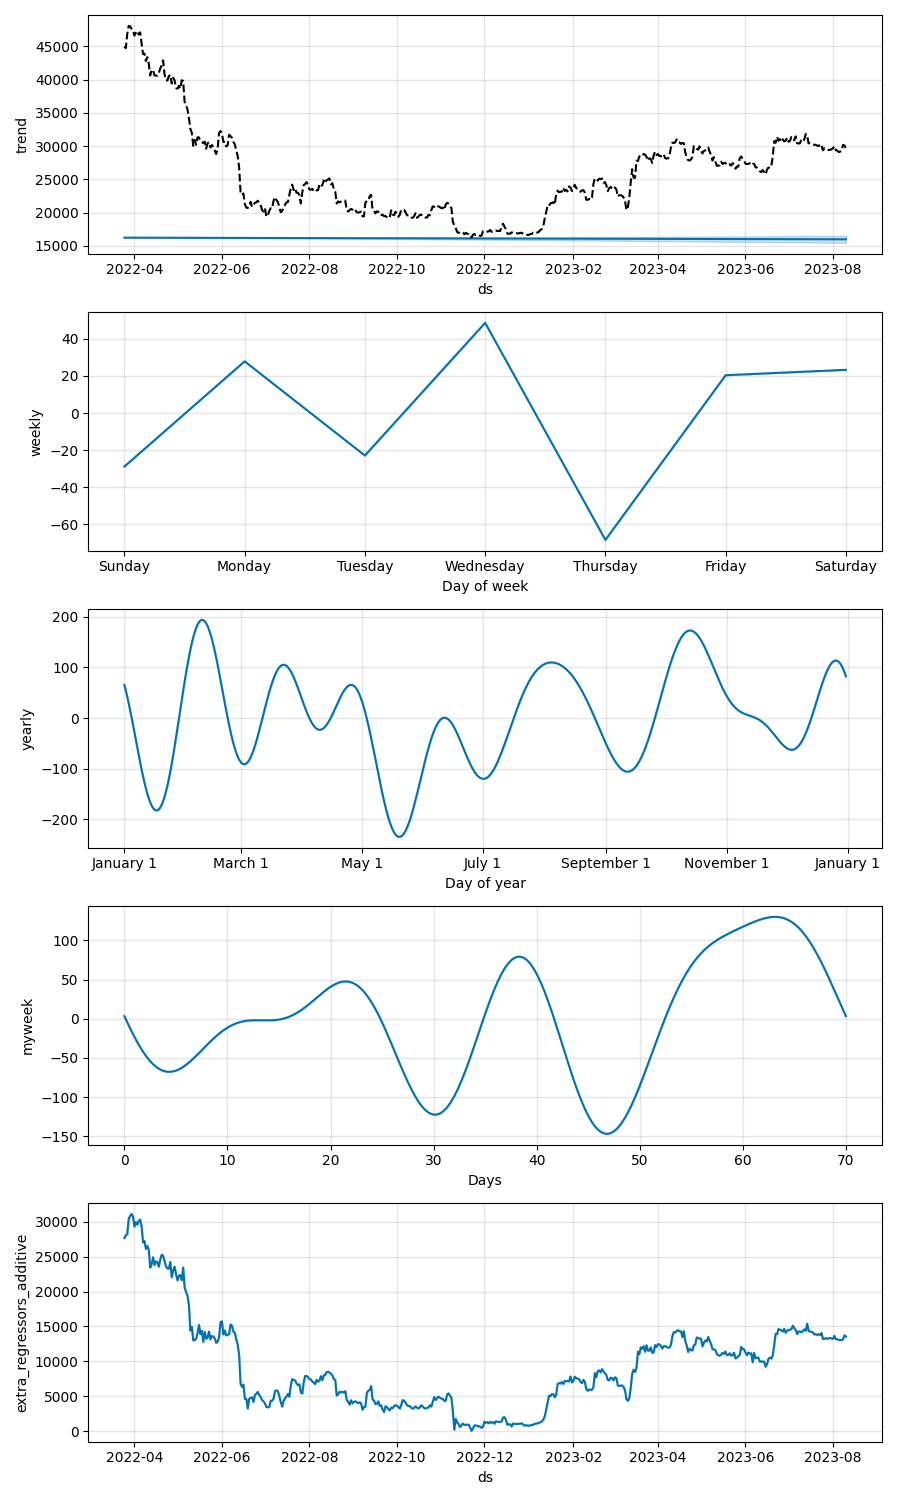 45000
40000
35000
30000
25000
20000
15000
trend
2022-04 2022-06 2022-08 2022-10 2022-12 2023-02 2023-04 2023-06 2023-08
ds
40
20
0
−20
−40
−60
weekly
Sunday Monday Tuesday Wednesday Thursday Friday Saturday
Day of week
200
100
0
−100
−200
yearly
January 1 March 1 May 1 July 1 September 1 November 1 January 1
Day of year
100
50
0
−50
−100
−150
myweek
0 10 20 30 40 50 60 70
Days
30000
25000
20000
15000
10000
5000
0
extra_regressors_additive
2022-04 2022-06 2022-08 2022-10 2022-12 2023-02 2023-04 2023-06 2023-08
ds